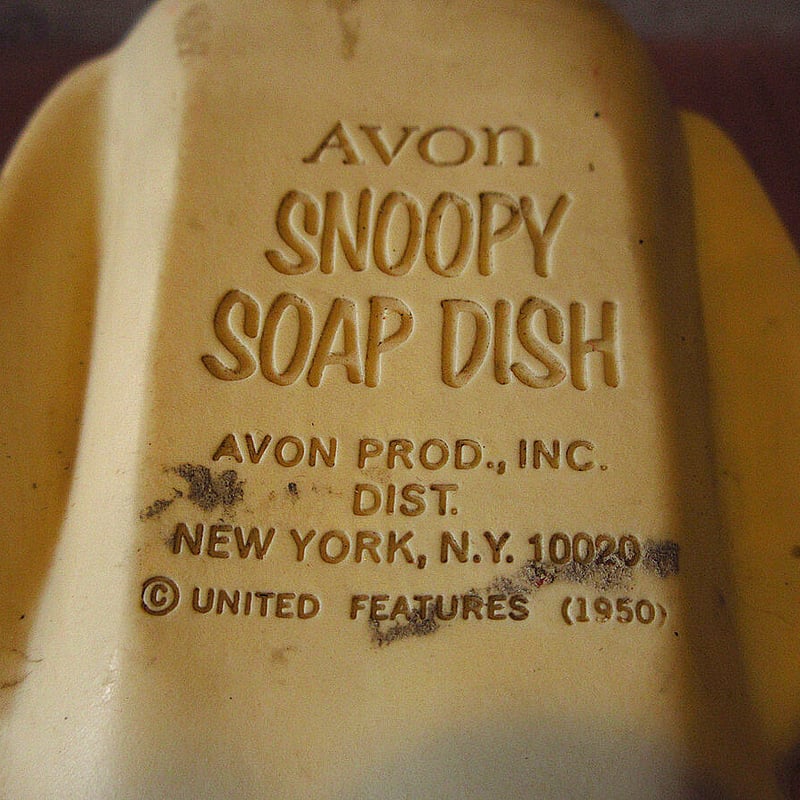 AVON
SNOOPY
SOAP DISH
AVON PROD., INC.
DIST.
NEW YORK, N.Y. 10020
© UNITED FEATURES (1950)